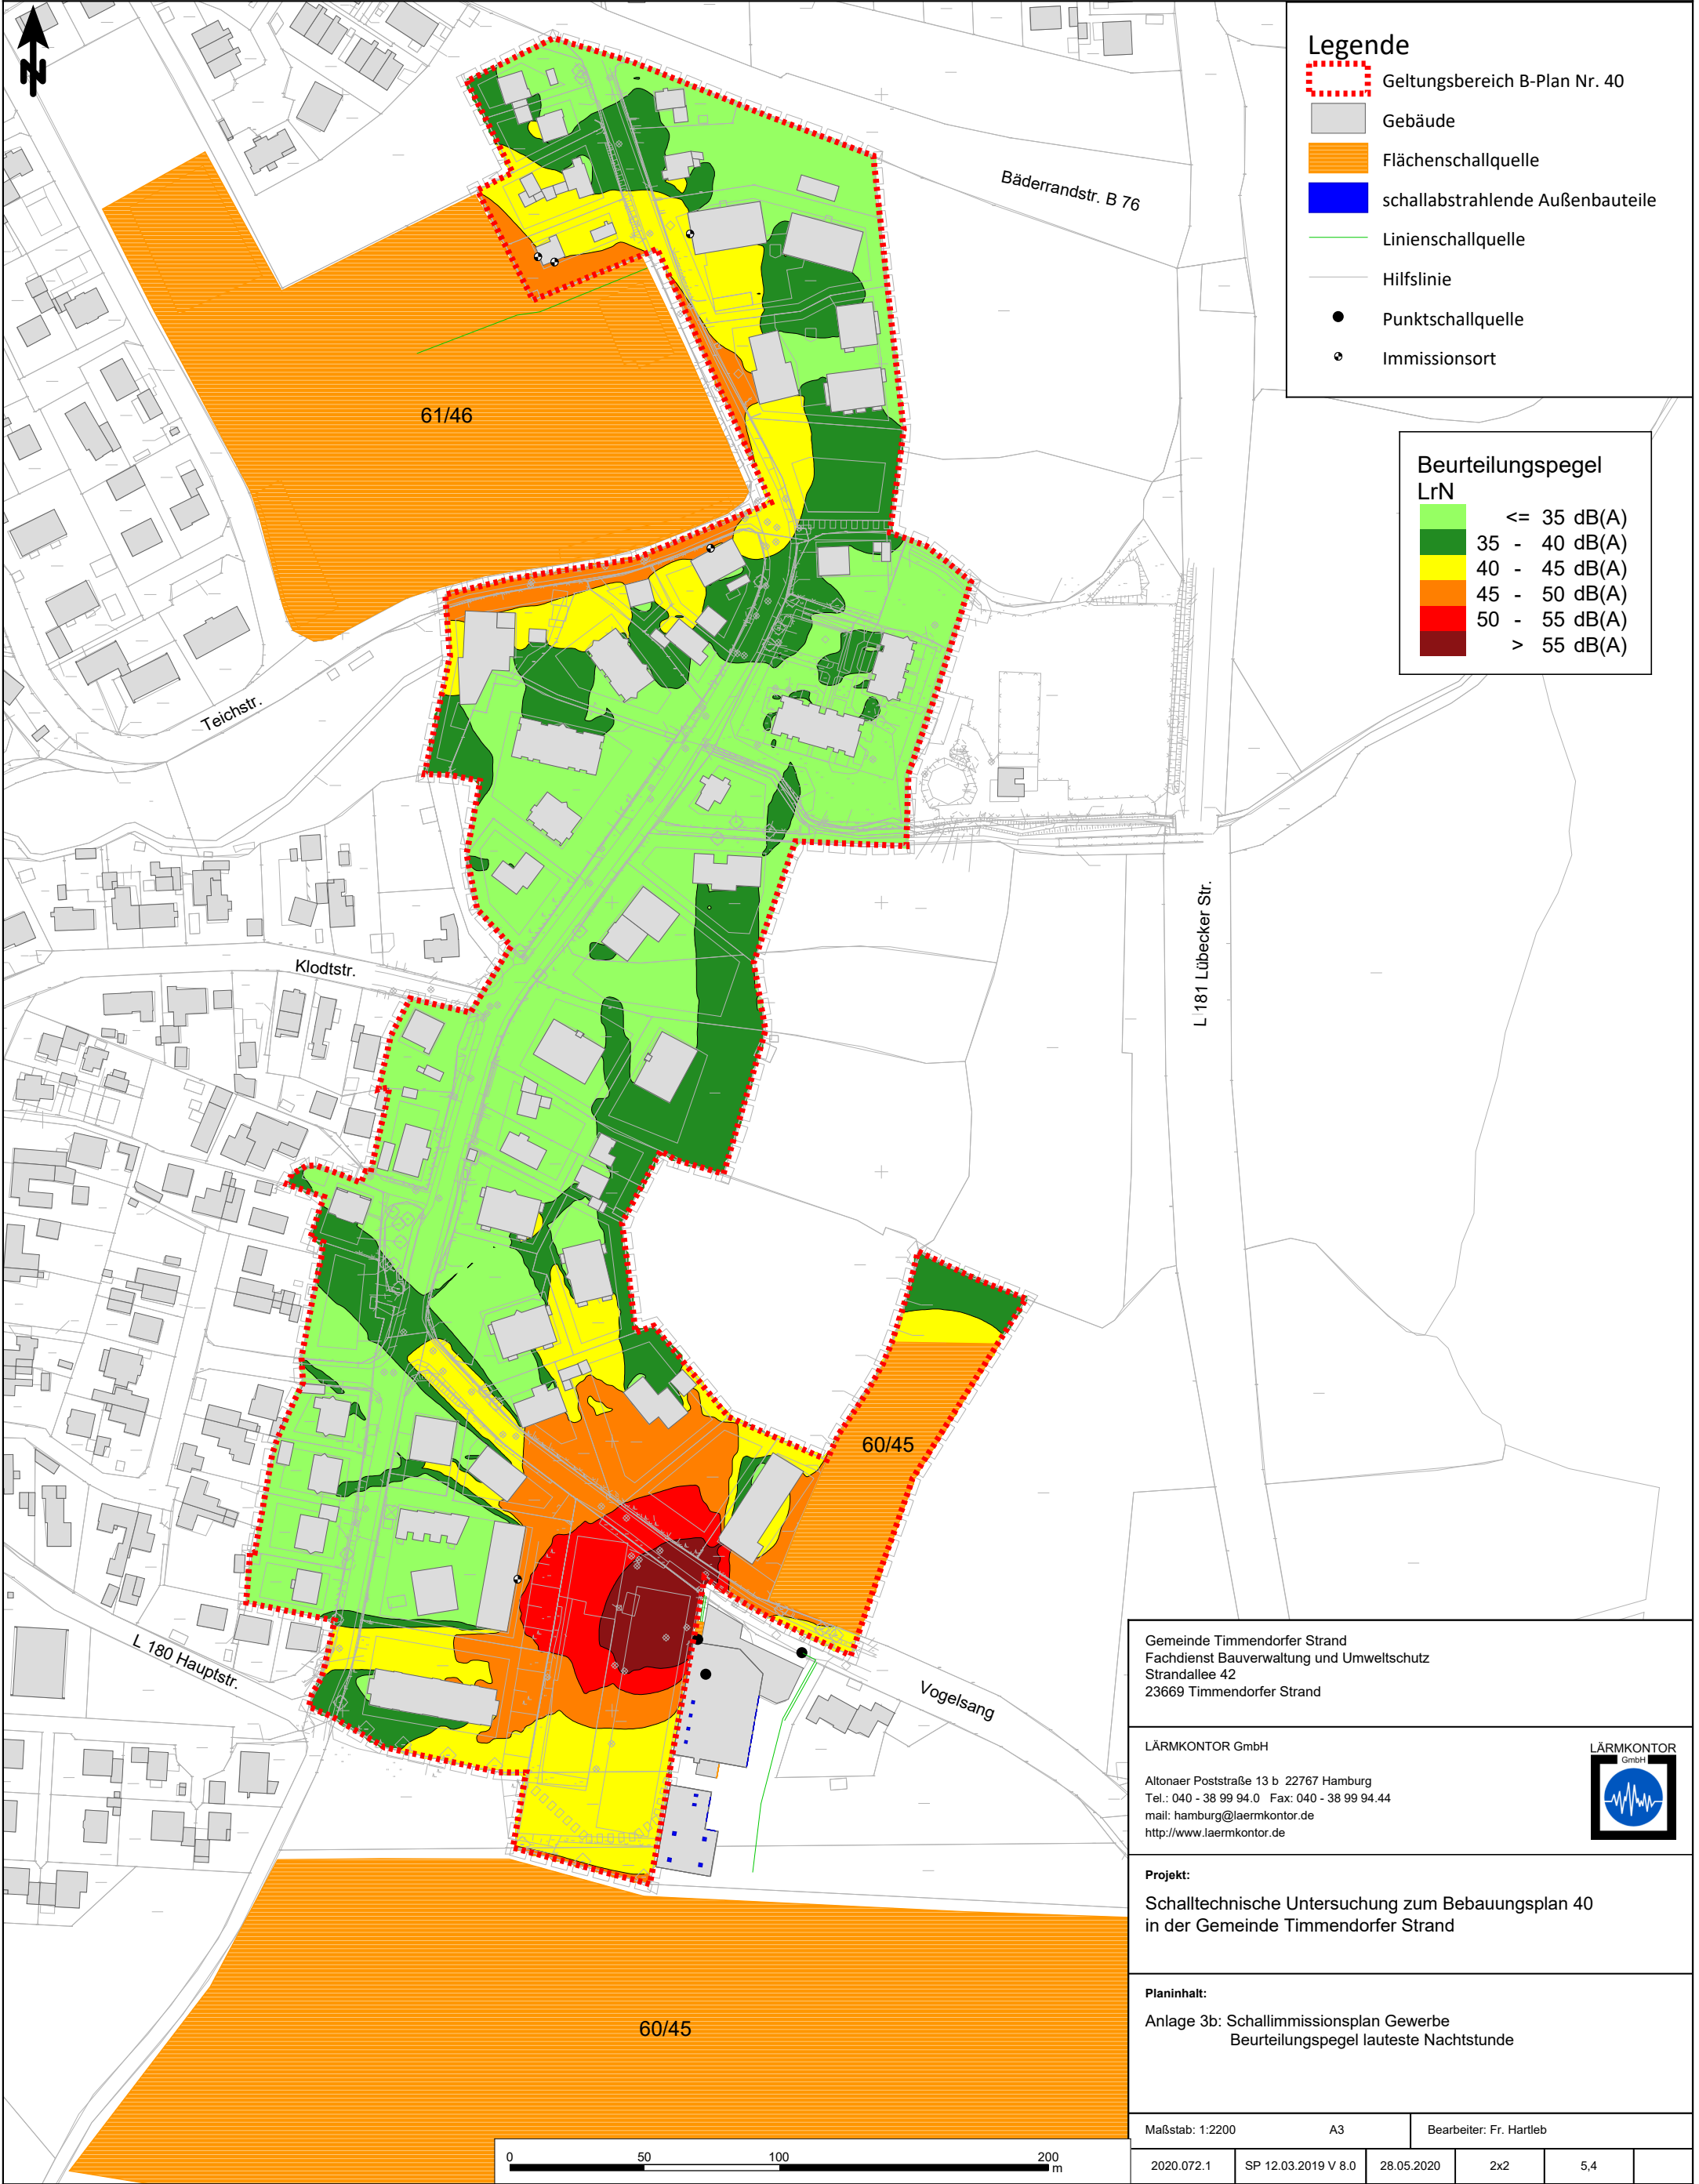 N
Legende
Geltungsbereich B-Plan Nr. 40
Gebäude
Flächenschallquelle
schallabstrahlende Außenbauteile
Linienschallquelle
Hilfslinie
Punktschallquelle
Immissionsort
Bäderrandstr. B 76
61/46
Beurteilungspegel
LrN
<= 35 dB(A)
35 - 40 dB(A)
40 - 45 dB(A)
45 - 50 dB(A)
50 - 55 dB(A)
> 55 dB(A)
Teichstr.
Klodtstr.
L 181 Lübecker Str.
60/45
L 180 Hauptstr.
Vogelsang
60/45
Gemeinde Timmendorfer Strand
Fachdienst Bauverwaltung und Umweltschutz
Strandallee 42
23669 Timmendorfer Strand
LÄRMKONTOR GmbH
Altonaer Poststraße 13 b 22767 Hamburg
Tel.: 040 - 38 99 94.0 Fax: 040 - 38 99 94.44
mail: hamburg@laermkontor.de
http://www.laermkontor.de
LÄRMKONTOR
GmbH
Projekt:
Schalltechnische Untersuchung zum Bebauungsplan 40
in der Gemeinde Timmendorfer Strand
Planinhalt:
Anlage 3b: Schallimmissionsplan Gewerbe
Beurteilungspegel lauteste Nachtstunde
Maßstab: 1:2200 A3 Bearbeiter: Fr. Hartleb
2020.072.1 SP 12.03.2019 V 8.0 28.05.2020 2x2 5,4
0 50 100 200
m